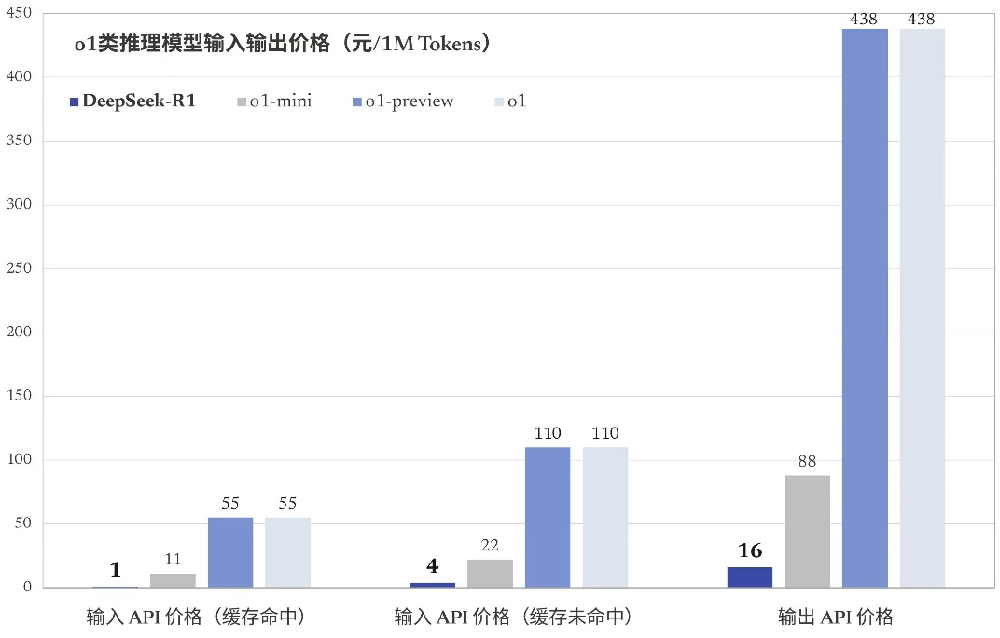 o1类推理模型输入输出价格（元/1M Tokens）
DeepSeek-R1 o1-mini o1-preview o1
450
400
350
300
250
200
150
100
50
0
1 11 55 55
4 22 110 110
16 88 438 438
输入 API 价格（缓存命中） 输入 API 价格（缓存未命中） 输出 API 价格